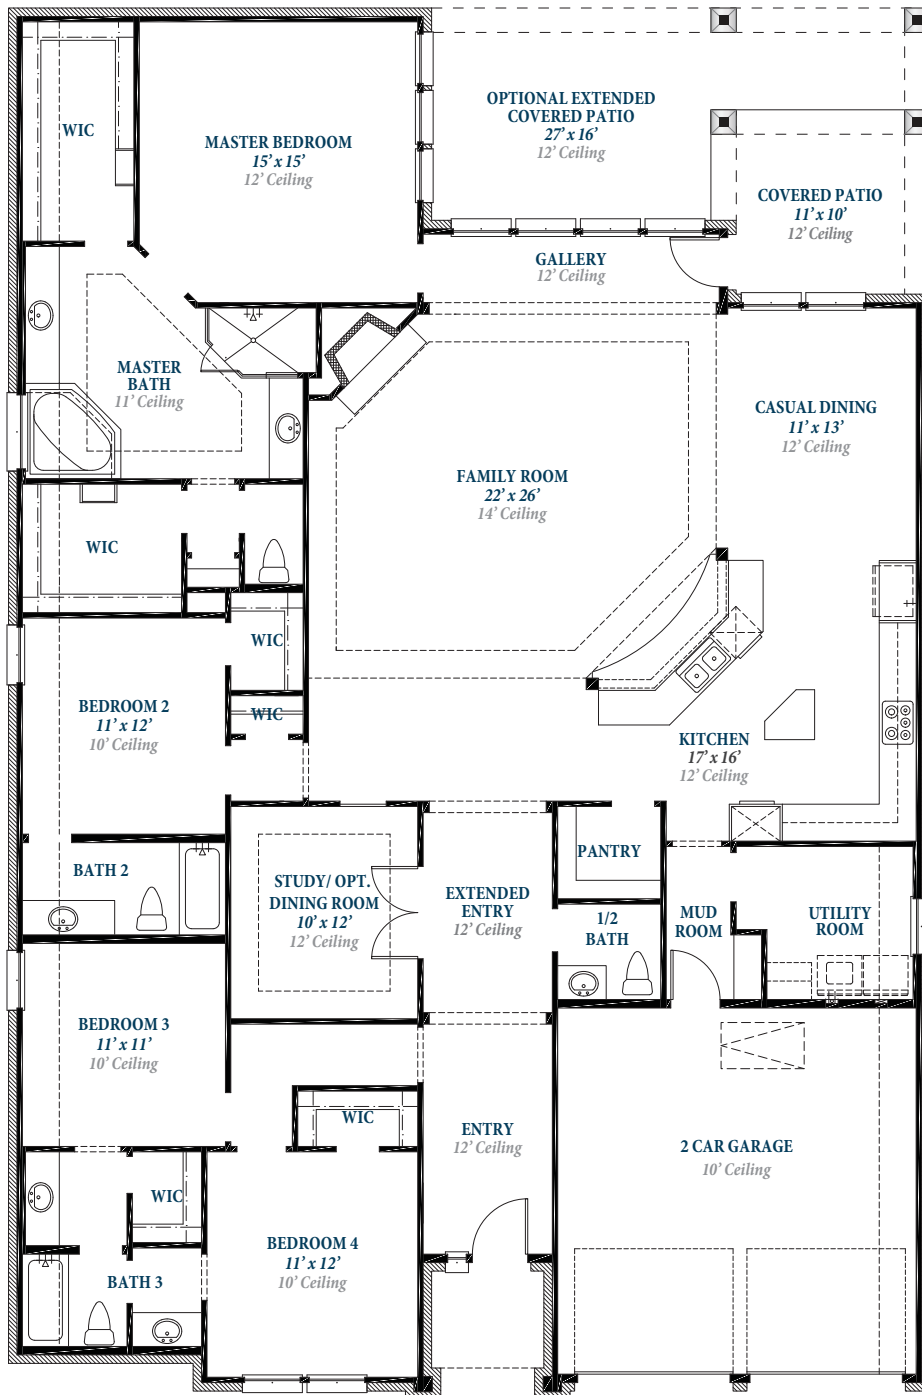 OPTIONAL EXTENDED
COVERED PATIO
27' x 16'
12' Ceiling
WIC
MASTER BEDROOM
15' x 15'
12' Ceiling
COVERED PATIO
11' x 10'
12' Ceiling
GALLERY
12' Ceiling
MASTER
BATH
11' Ceiling
CASUAL DINING
11' x 13'
12' Ceiling
FAMILY ROOM
22' x 26'
14' Ceiling
WIC
WIC
WIC
BEDROOM 2
11' x 12'
10' Ceiling
KITCHEN
17' x 16'
12' Ceiling
BATH 2
STUDY/ OPT.
DINING ROOM
10' x 12'
12' Ceiling
EXTENDED
ENTRY
12' Ceiling
PANTRY
1/2
BATH
MUD
ROOM
UTILITY
ROOM
BEDROOM 3
11' x 11'
10' Ceiling
WIC
ENTRY
12' Ceiling
2 CAR GARAGE
10' Ceiling
WIC
BEDROOM 4
11' x 12'
10' Ceiling
BATH 3